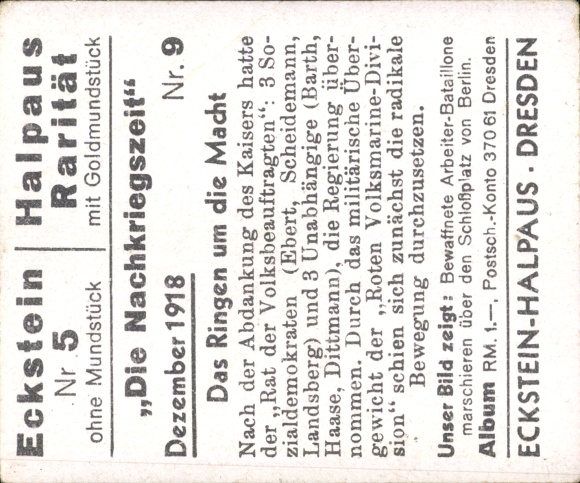 Eckstein
Nr. 5
ohne Mundstück
Halpaus
Rarität
mit Goldmundstück
„Die Nachkriegszeit“
Dezember 1918 Nr. 9
Das Ringen um die Macht
Nach der Abdankung des Kaisers hatte
der „Rat der Volksbeauftragten“: 3 So-
zialdemokraten (Ebert, Scheidemann,
Landsberg) und 3 Unabhängige (Barth,
Haase, Dittmann), die Regierung über-
nommen. Durch das militärische Über-
gewicht der „Roten Volksmarine-Divi-
sion“ schien sich zunächst die radikale
Bewegung durchzusetzen.
Unser Bild zeigt: Bewaffnete Arbeiter-Bataillone
marschieren über den Schloßplatz von Berlin.
Album RM. 1.—, Postsch.-Konto 37061 Dresden
ECKSTEIN-HALPAUS · DRESDEN